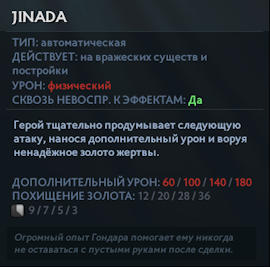 JINADA
ТИП: автоматическая
ДЕЙСТВУЕТ: на вражеских существ и
постройки
УРОН: физический
СКВОЗЬ НЕВОСПР. К ЭФФЕКТАМ: Да
Герой тщательно продумывает следующую
атаку, нанося дополнительный урон и воруя
ненадёжное золото жертвы.
ДОПОЛНИТЕЛЬНЫЙ УРОН: 60 / 100 / 140 / 180
ПОХИЩЕНИЕ ЗОЛОТА: 12 / 20 / 28 / 36
9 / 7 / 5 / 3
Огромный опыт Гондара помогает ему никогда
не оставаться с пустыми руками после сделки.